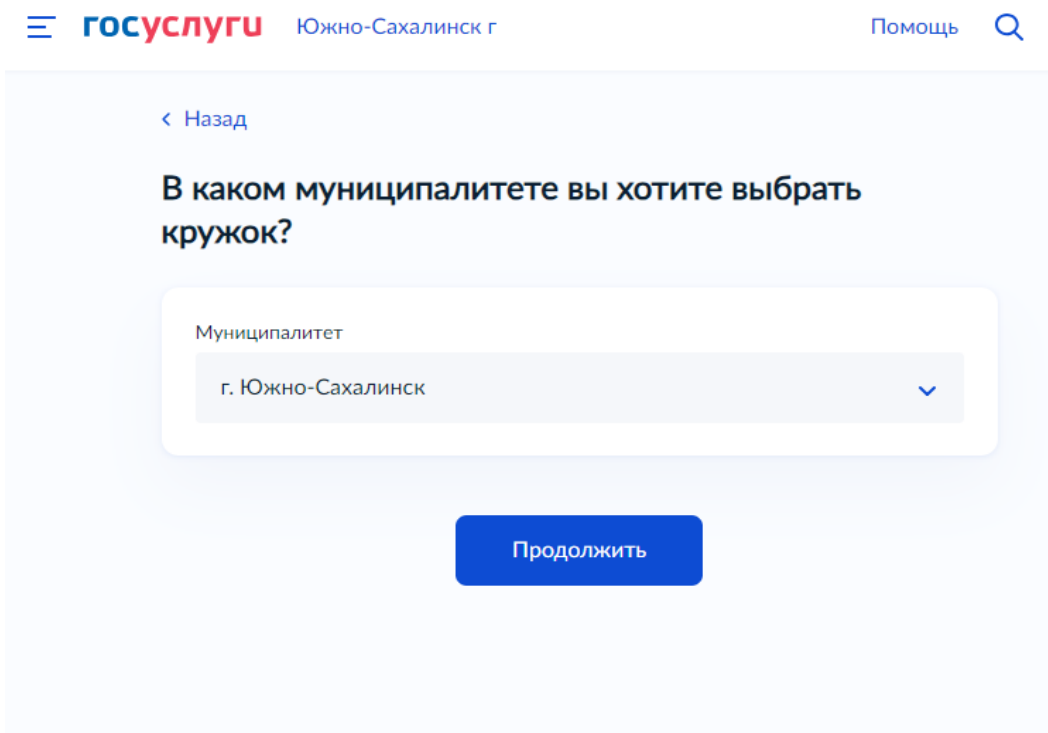 госуслуги Южно-Сахалинск г Помощь
Назад
В каком муниципалитете вы хотите выбрать
кружок?
Муниципалитет
г. Южно-Сахалинск
Продолжить